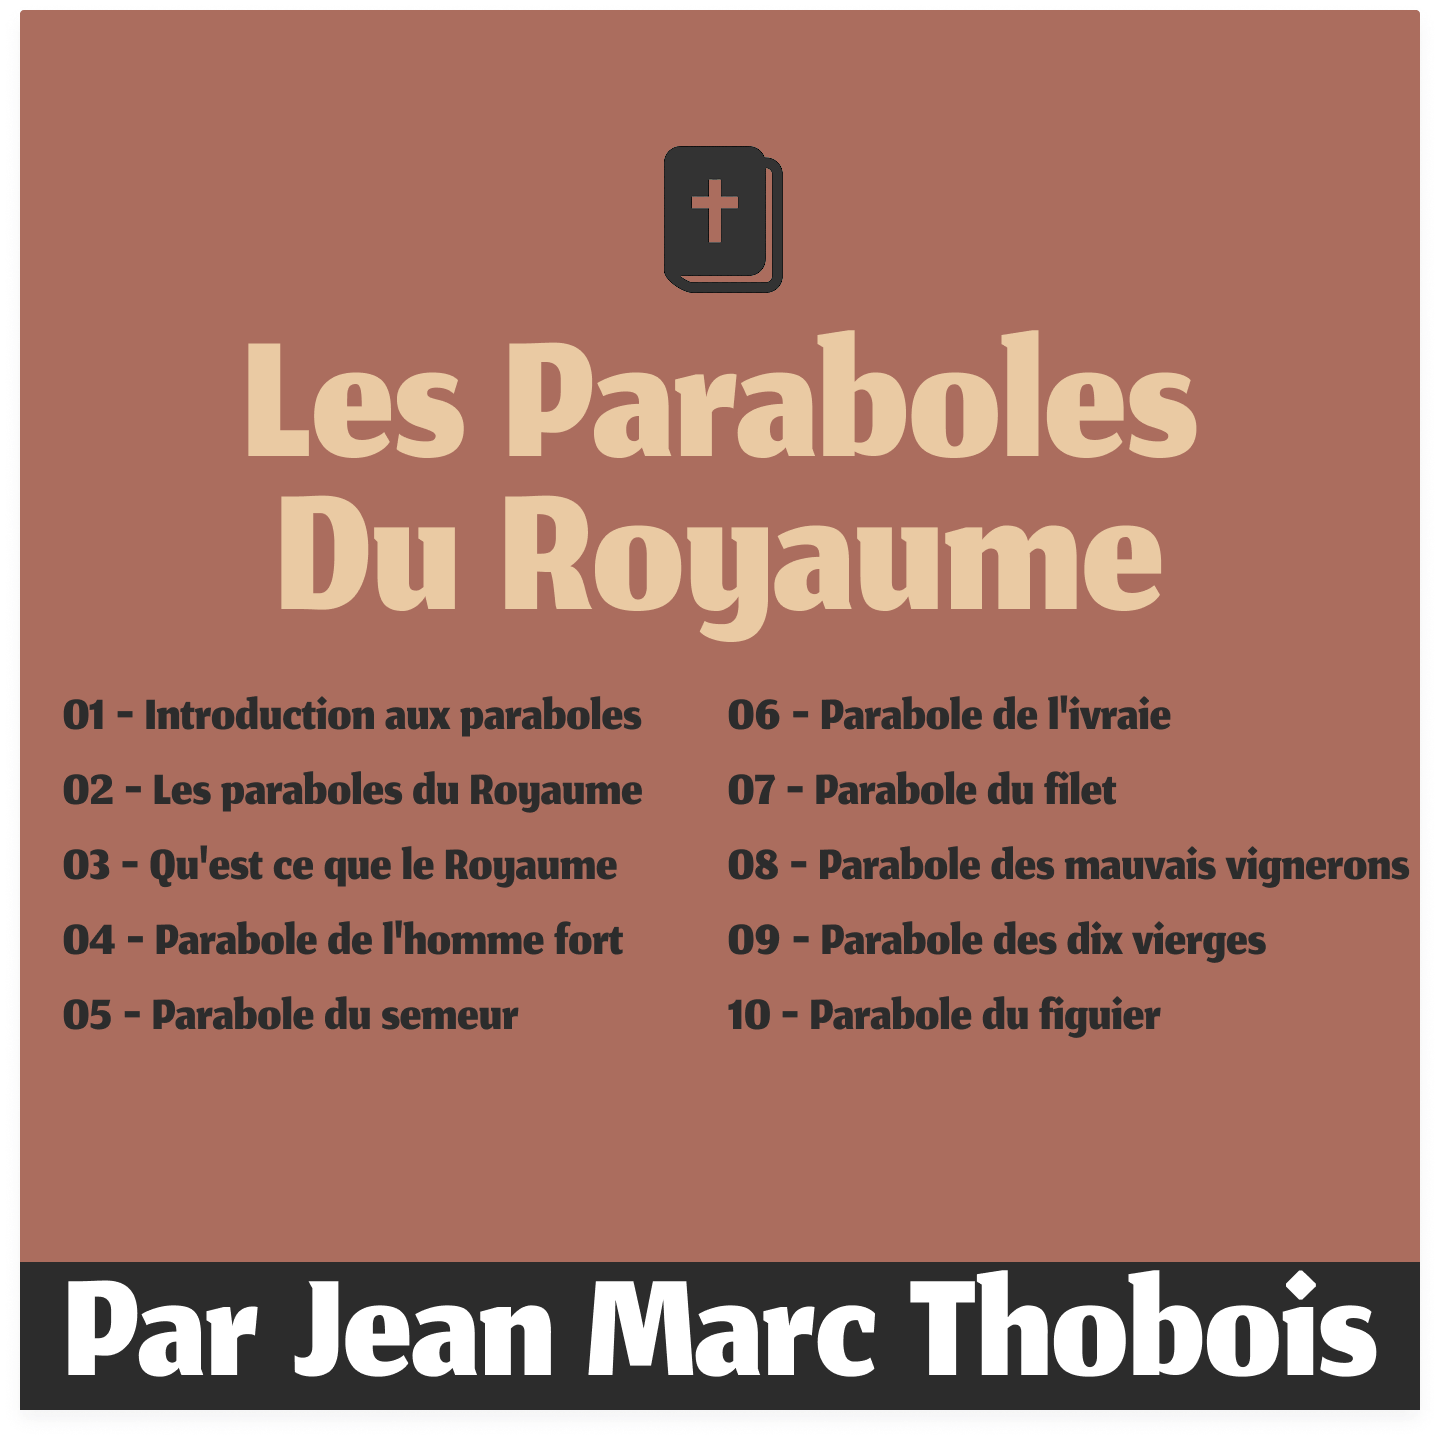 Les Paraboles
Du Royaume
01 - Introduction aux paraboles
02 - Les paraboles du Royaume
03 - Qu'est ce que le Royaume
04 - Parabole de l'homme fort
05 - Parabole du semeur
06 - Parabole de l'ivraie
07 - Parabole du filet
08 - Parabole des mauvais vignerons
09 - Parabole des dix vierges
10 - Parabole du figuier
Par Jean Marc Thobois